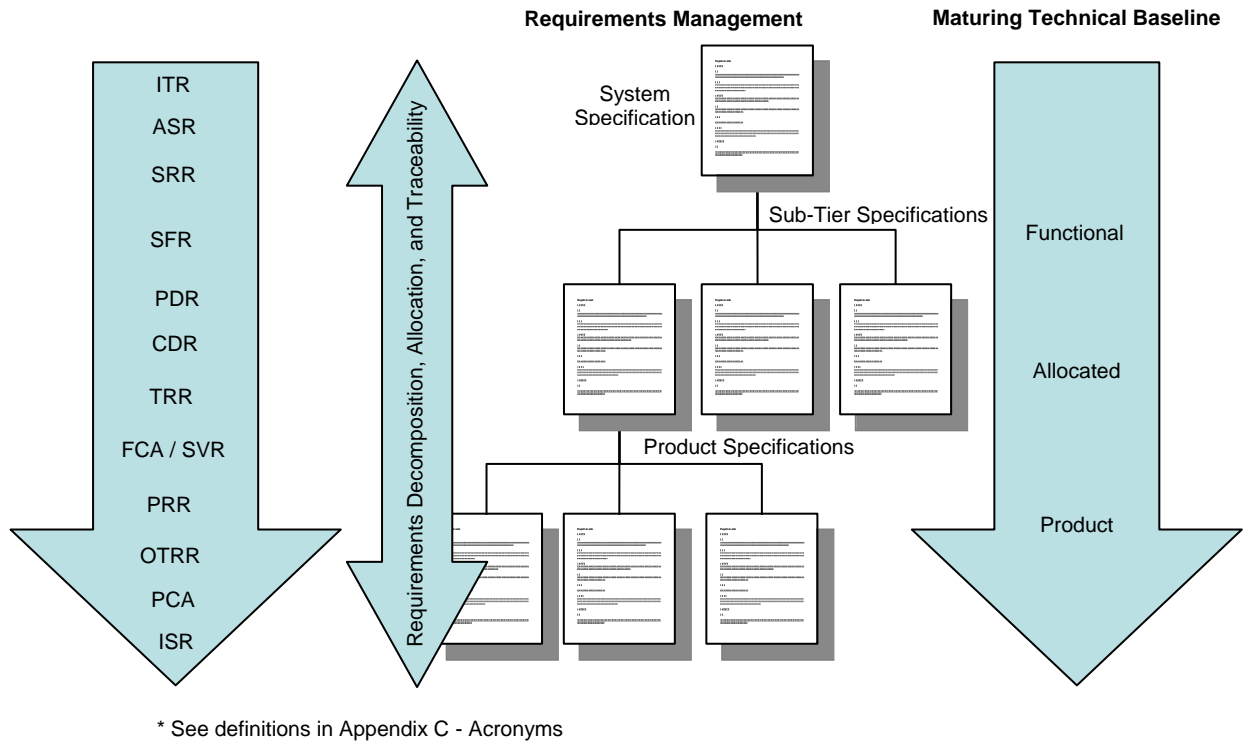 Requirements Management
Maturing Technical Baseline
ITR
ASR
SRR
SFR
PDR
CDR
TRR
FCA / SVR
PRR
OTRR
PCA
ISR
Requirements Decomposition, Allocation, and Traceability
System
Specification
Sub-Tier Specifications
Product Specifications
Functional
Allocated
Product
* See definitions in Appendix C - Acronyms